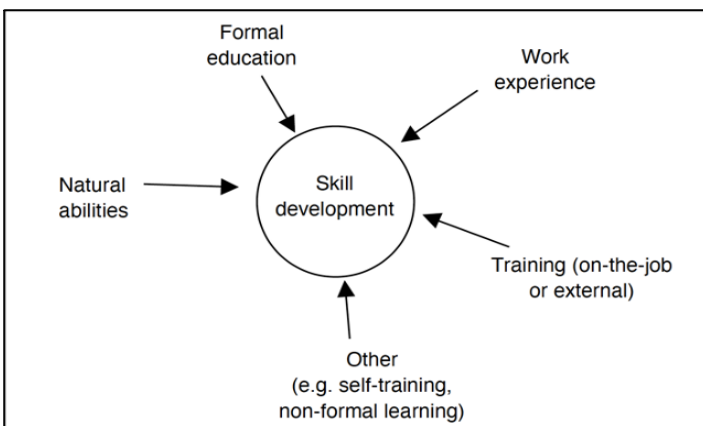 Formal
education
Work
experience
Natural
abilities
Skill
development
Training (on-the-job
or external)
Other
(e.g. self-training,
non-formal learning)